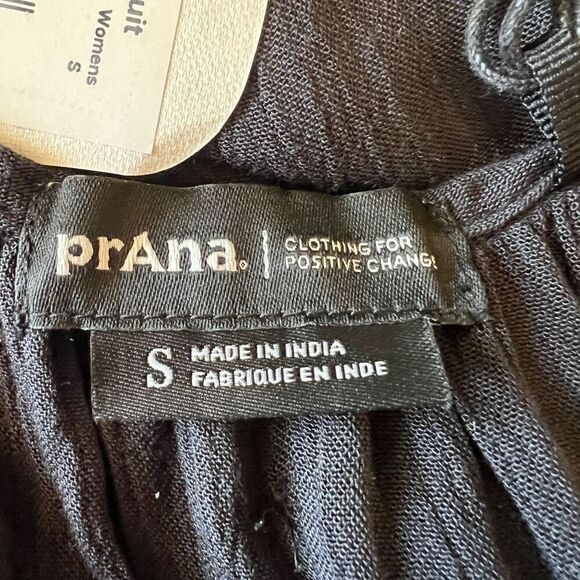 uit
Womens
S
prAna.
CLOTHING FOR
POSITIVE CHANGE
S
MADE IN INDIA
FABRIQUE EN INDE